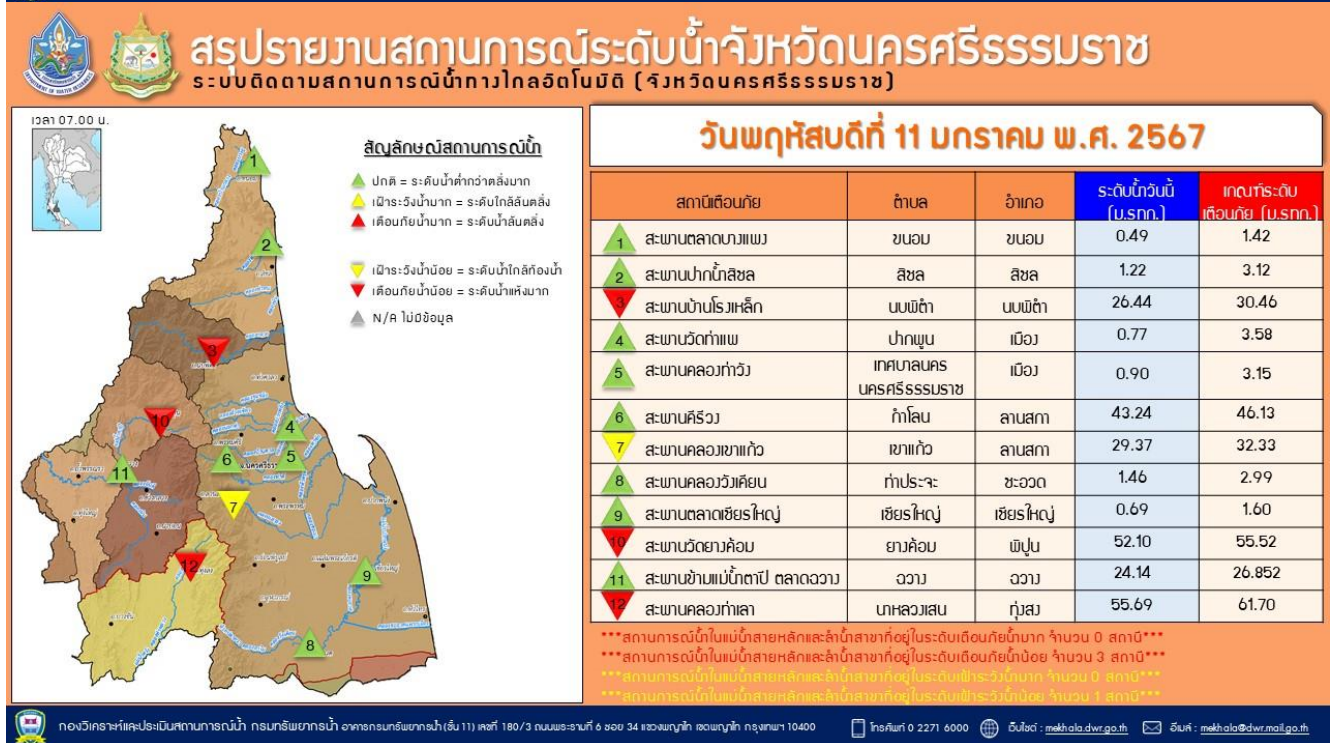 สรุปรายงานสถานการณ์ระดับน้ำจังหวัดนครศรีธรรมราช
ระบบติดตามสถานการณ์น้ำทางไกลอัตโนมัติ (จังหวัดนครศรีธรรมราช)
เวลา 07.00 น.
สัญลักษณ์สถานการณ์น้ำ
ปกติ = ระดับน้ำต่ำกว่าตลิ่งมาก
เฝ้าระวังน้ำมาก = ระดับใกล้ล้นตลิ่ง
เตือนภัยน้ำมาก = ระดับน้ำล้นตลิ่ง
เฝ้าระวังน้ำน้อย = ระดับน้ำใกล้ท้องน้ำ
เตือนภัยน้ำน้อย = ระดับน้ำแห้งมาก
N/A ไม่มีข้อมูล
1
2
3
10
4
11
6
5
7
12
9
8
วันพฤหัสบดีที่ 11 มกราคม พ.ศ. 2567
สถานีเตือนภัย ตำบล อำเภอ ระดับน้ำวันนี้ (ม.รทก.) เกณฑ์ระดับเตือนภัย (ม.รทก.)
1 สะพานตลาดบางแพง ขนอม ขนอม 0.49 1.42
2 สะพานปากน้ำสิชล สิชล สิชล 1.22 3.12
3 สะพานบ้านโรงเหล็ก นบพิตำ นบพิตำ 26.44 30.46
4 สะพานวัดท่าแพ ปากพูน เมือง 0.77 3.58
5 สะพานคลองท่าวัง เทศบาลนครนครศรีธรรมราช เมือง 0.90 3.15
6 สะพานคีรีวง กำโลน ลานสกา 43.24 46.13
7 สะพานคลองเขาแก้ว เขาแก้ว ลานสกา 29.37 32.33
8 สะพานคลองวังเคียน ท่าประจะ ชะอวด 1.46 2.99
9 สะพานตลาดเชียรใหญ่ เชียรใหญ่ เชียรใหญ่ 0.69 1.60
10 สะพานวัดยางค้อม ยางค้อม พิปูน 52.10 55.52
11 สะพานข้ามแม่น้ำตาปี ตลาดฉวาง ฉวาง ฉวาง 24.14 26.852
12 สะพานคลองท่าเลา นาหลวงเสน ทุ่งสง 55.69 61.70
***สถานการณ์น้ำในแม่น้ำสายหลักและลำน้ำสาขาที่อยู่ในระดับเตือนภัยน้ำมาก จำนวน 0 สถานี***
***สถานการณ์น้ำในแม่น้ำสายหลักและลำน้ำสาขาที่อยู่ในระดับเตือนภัยน้ำน้อย จำนวน 3 สถานี***
***สถานการณ์น้ำในแม่น้ำสายหลักและลำน้ำสาขาที่อยู่ในระดับเฝ้าระวังน้ำมาก จำนวน 0 สถานี***
***สถานการณ์น้ำในแม่น้ำสายหลักและลำน้ำสาขาที่อยู่ในระดับเฝ้าระวังน้ำน้อย จำนวน 1 สถานี***
กองวิเคราะห์และประเมินสถานการณ์น้ำ กรมทรัพยากรน้ำ อาคารกรมทรัพยากรน้ำ (ชั้น 11) เลขที่ 180/3 ถนนพระรามที่ 6 ซอย 34 แขวงพญาไท เขตพญาไท กรุงเทพฯ 10400 โทรศัพท์ 0 2271 6000 เว็บไซต์ : mekhala.dwr.go.th อีเมล์ : mekhala@dwr.mail.go.th